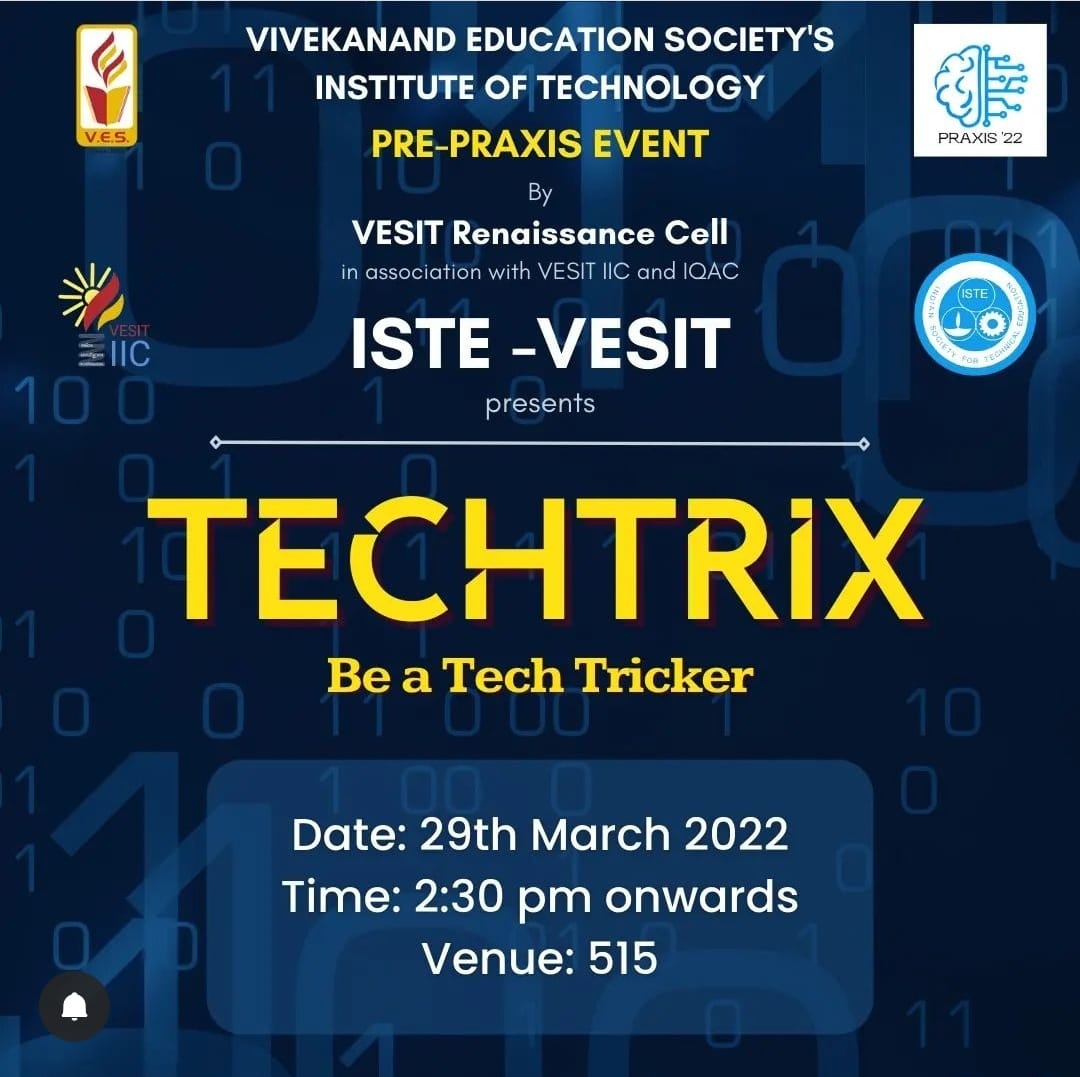 VIVEKANAND EDUCATION SOCIETY'S
INSTITUTE OF TECHNOLOGY
PRE-PRAXIS EVENT
By
VESIT Renaissance Cell
in association with VESIT IIC and IQAC
ISTE -VESIT
presents
V.E.S.
PRAXIS '22
VESIT
IIC
ISTE
INDIAN SOCIETY FOR TECHNICAL EDUCATION
TECHTRiX
Be a Tech Tricker
Date: 29th March 2022
Time: 2:30 pm onwards
Venue: 515